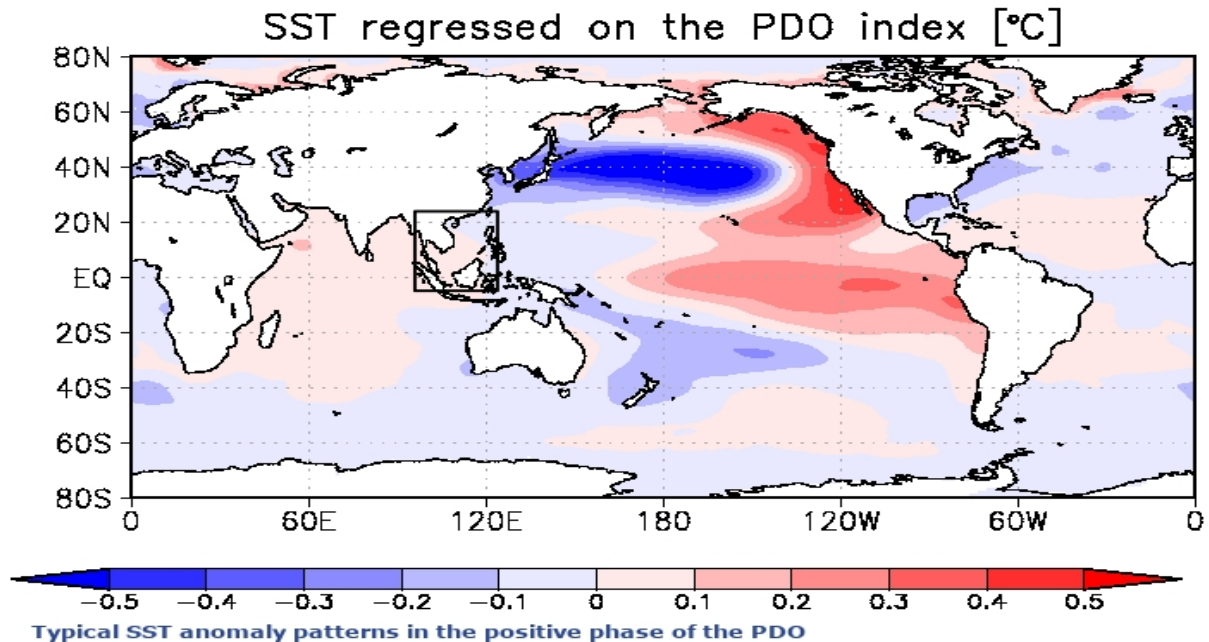 SST regressed on the PDO index [°C]
80N
60N
40N
20N
EQ
20S
40S
60S
80S
0 60E 120E 180 120W 60W 0
−0.5 −0.4 −0.3 −0.2 −0.1 0 0.1 0.2 0.3 0.4 0.5
Typical SST anomaly patterns in the positive phase of the PDO